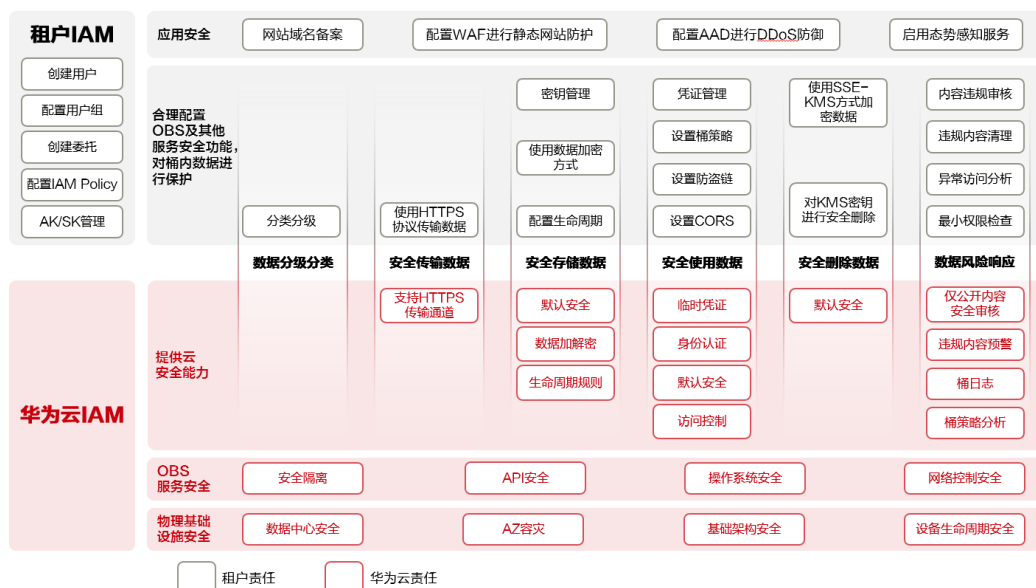 租户IAM
创建用户
配置用户组
创建委托
配置IAM Policy
AK/SK管理
应用安全
网站域名备案
配置WAF进行静态网站防护
配置AAD进行DDoS防御
启用态势感知服务
合理配置
OBS及其他
服务安全功能，
对桶内数据进
行保护
分类分级
使用HTTPS
协议传输数据
密钥管理
使用数据加密
方式
配置生命周期
凭证管理
设置桶策略
设置防盗链
设置CORS
使用SSE-
KMS方式加
密数据
对KMS密钥
进行安全删除
内容违规审核
违规内容清理
异常访问分析
最小权限检查
数据分级分类
安全传输数据
安全存储数据
安全使用数据
安全删除数据
数据风险响应
华为云IAM
提供云
安全能力
支持HTTPS
传输通道
默认安全
数据加解密
生命周期规则
临时凭证
身份认证
默认安全
访问控制
默认安全
仅公开内容
安全审核
违规内容预警
桶日志
桶策略分析
OBS
服务安全
安全隔离
API安全
操作系统安全
网络控制安全
物理基础
设施安全
数据中心安全
AZ容灾
基础架构安全
设备生命周期安全
租户责任
华为云责任